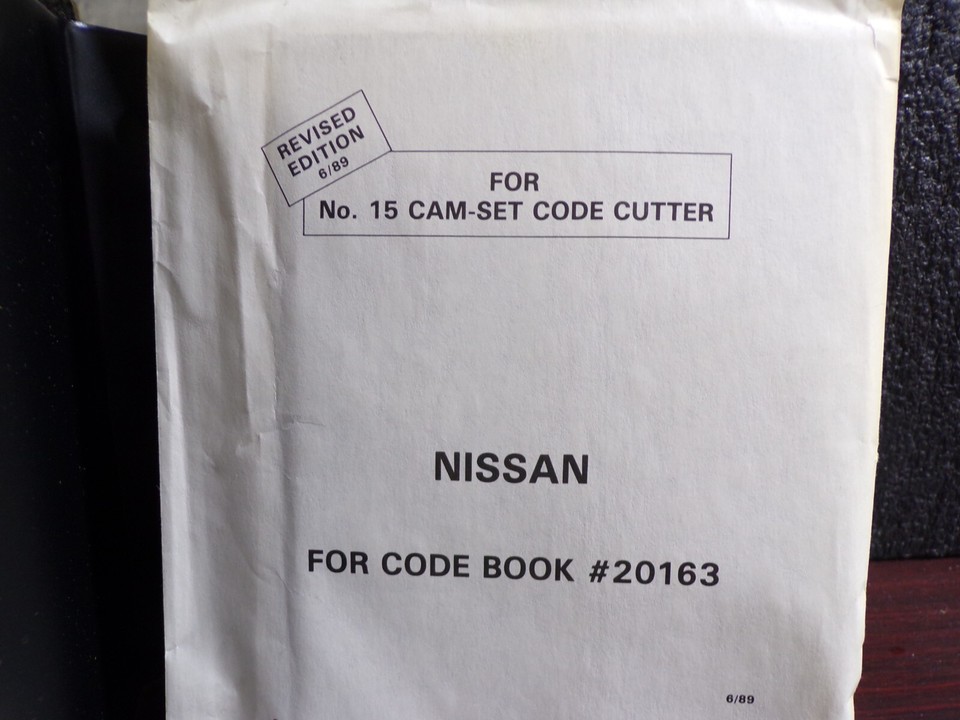 REVISED
EDITION
6/89
FOR
No. 15 CAM-SET CODE CUTTER
NISSAN
FOR CODE BOOK #20163
6/89